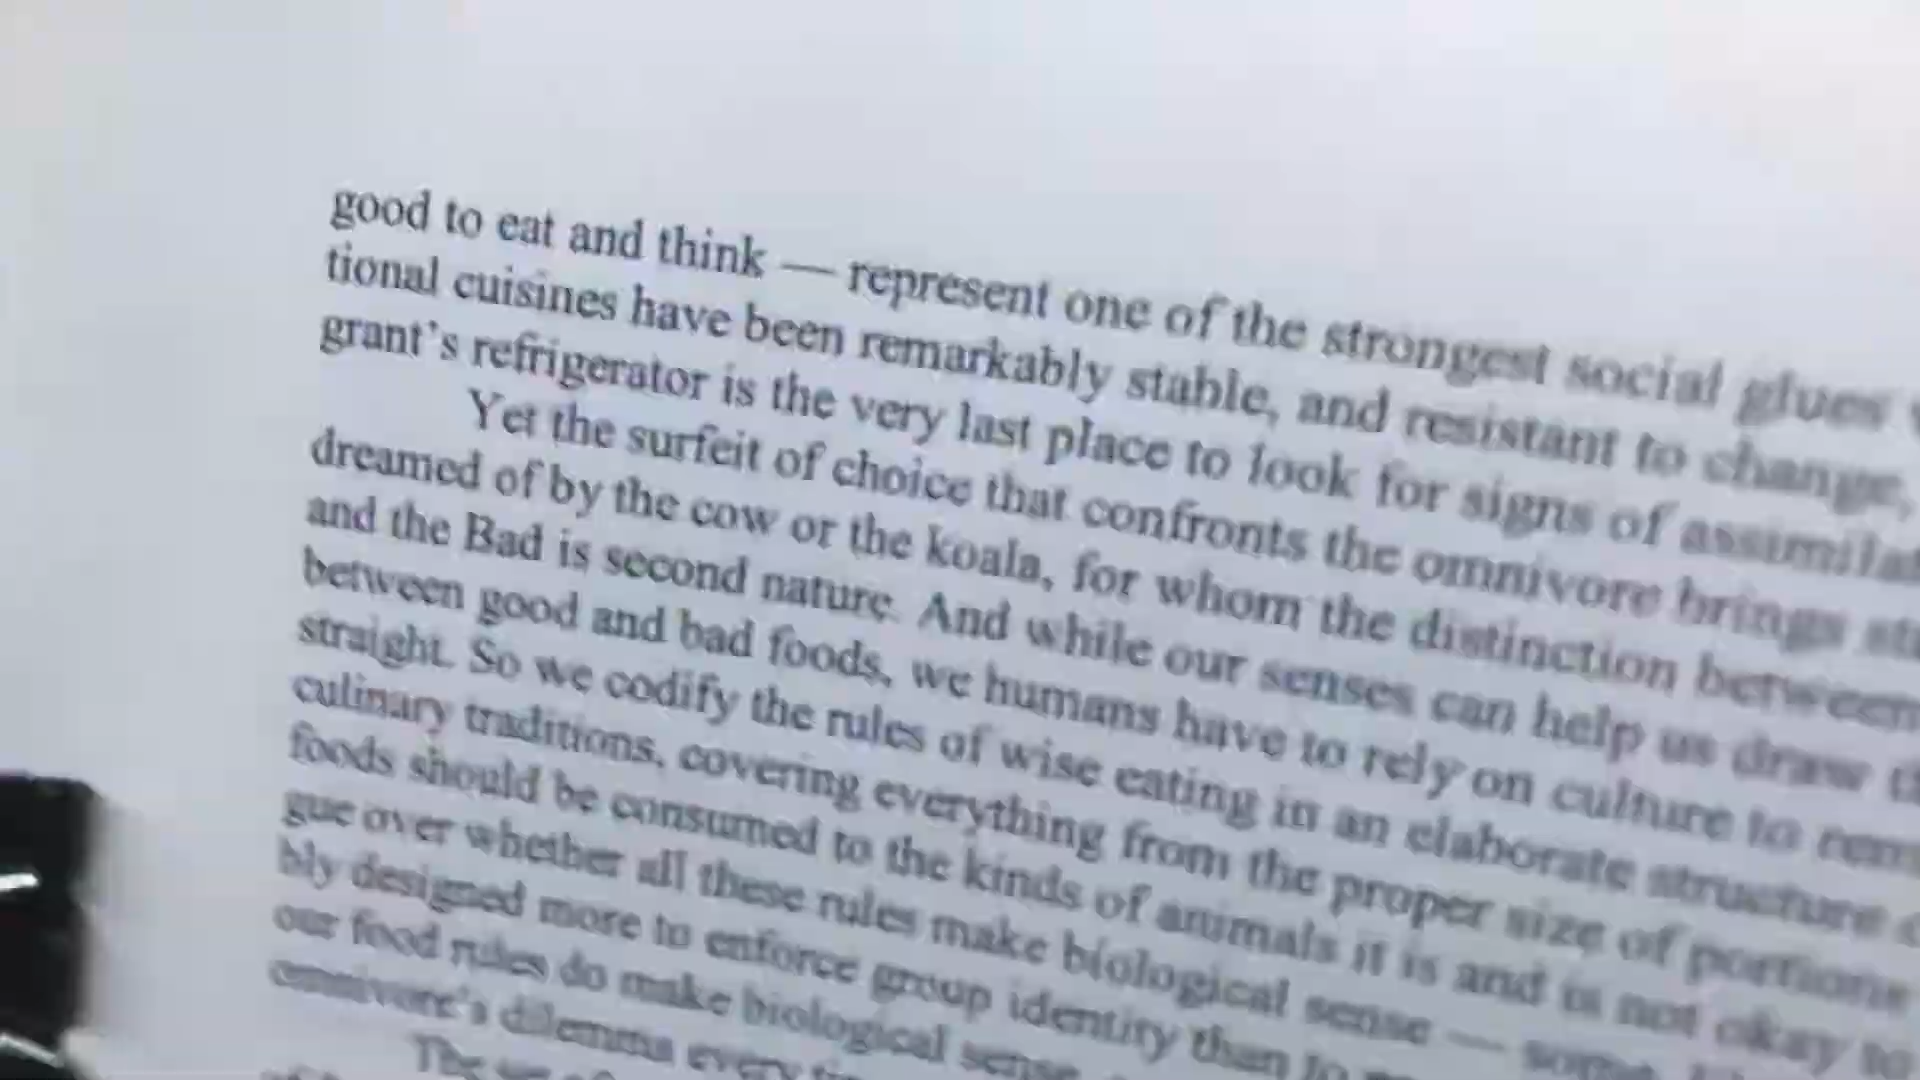 good to eat and think — represent one of the strongest social glues
tional cuisines have been remarkably stable, and resistant to change,
grant's refrigerator is the very last place to look for signs of assimilat
Yet the surfeit of choice that confronts the omnivore brings
dreamed of by the cow or the koala, for whom the distinction between
and the Bad is second nature. And while our senses can help us draw
between good and bad foods, we humans have to rely on culture to rem
straight. So we codify the rules of wise eating in an elaborate structure
culinary traditions, covering everything from the proper size of portions
foods should be consumed to the kinds of animals it is and is not okay to
gue over whether all these rules make biological sense — some
bly designed more to enforce group identity than to
our food rules do make biological sense
omnivore's dilemma every
The